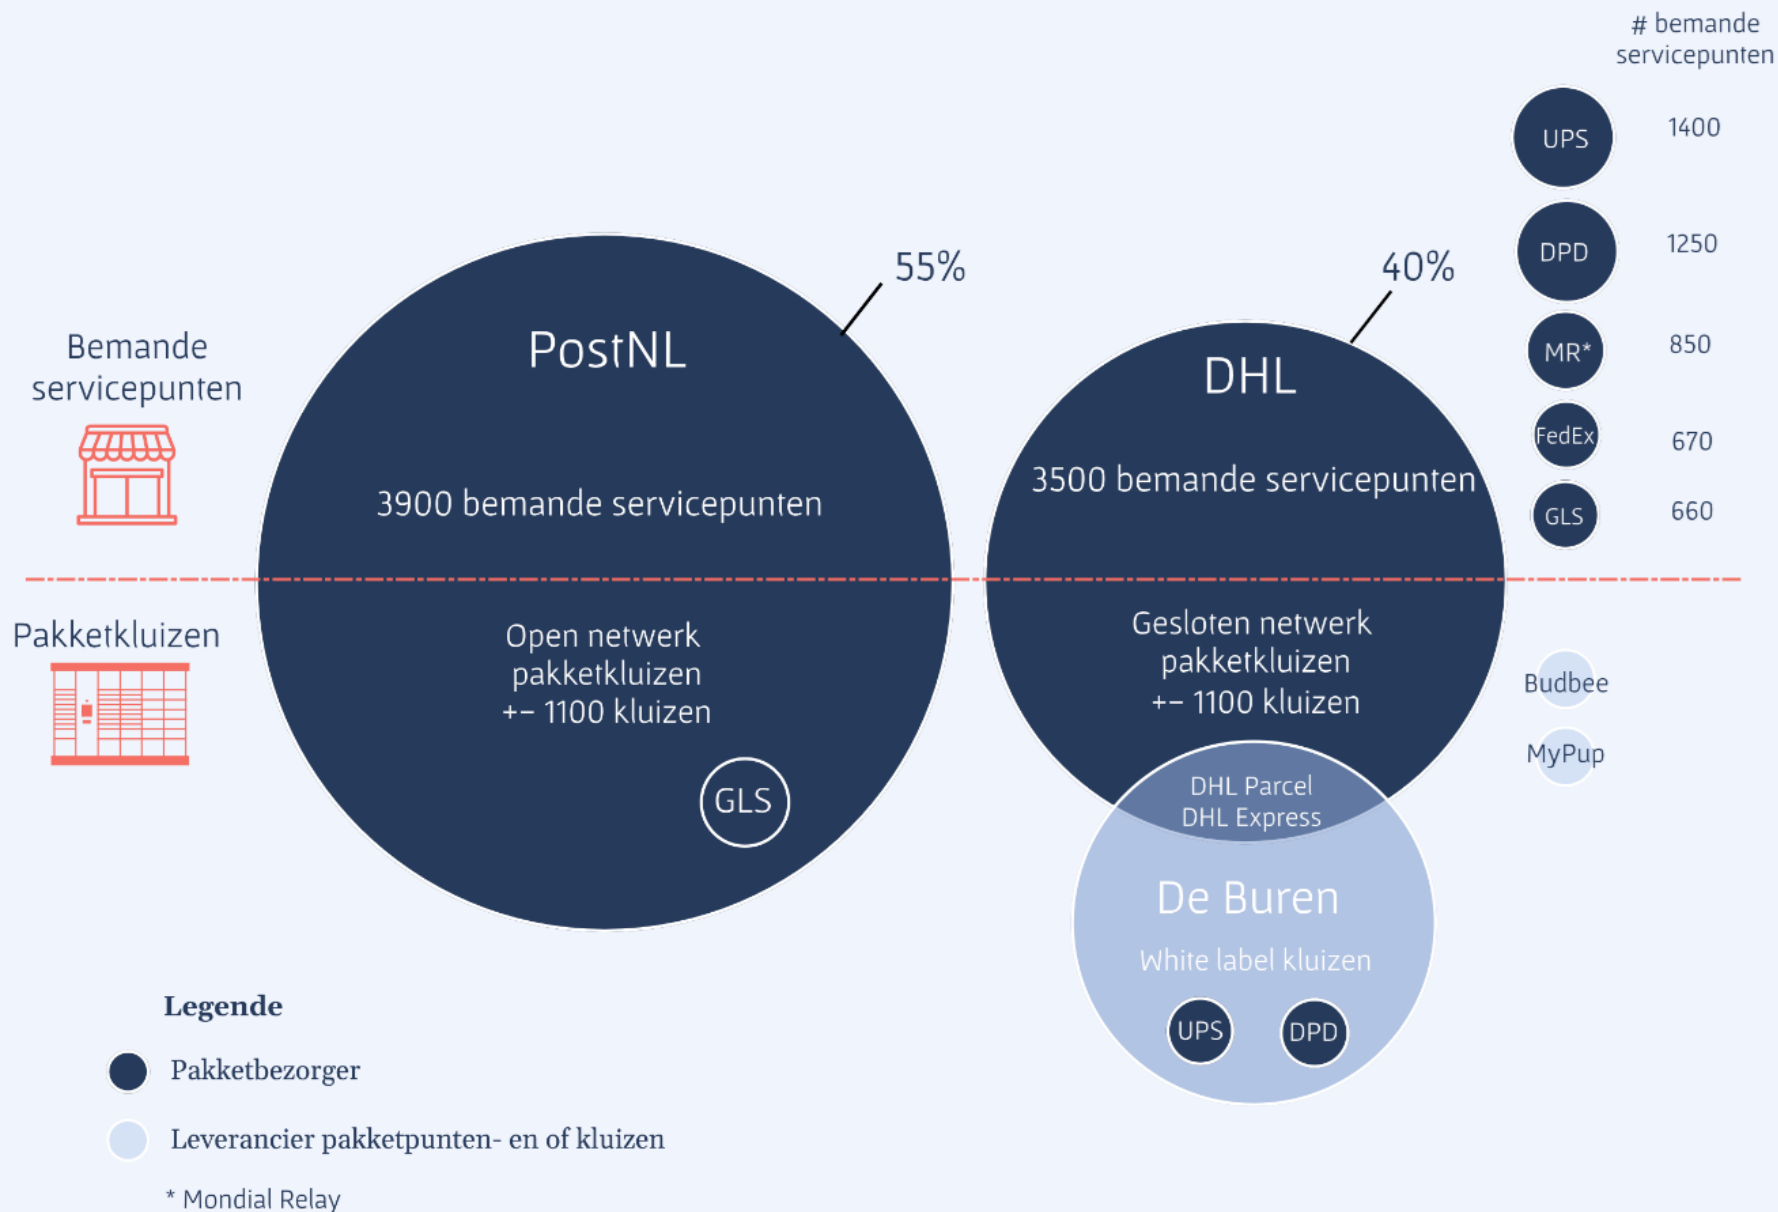 # bemande
servicepunten
UPS
1400
DPD
1250
MR*
850
FedEx
670
GLS
660
55%
40%
Bemande
servicepunten
PostNL
3900 bemande servicepunten
DHL
3500 bemande servicepunten
Pakketkluizen
Open netwerk
pakketkluizen
+− 1100 kluizen
GLS
Gesloten netwerk
pakketkluizen
+− 1100 kluizen
DHL Parcel
DHL Express
De Buren
White label kluizen
UPS
DPD
Budbee
MyPup
Legende
Pakketbezorger
Leverancier pakketpunten- en of kluizen
* Mondial Relay